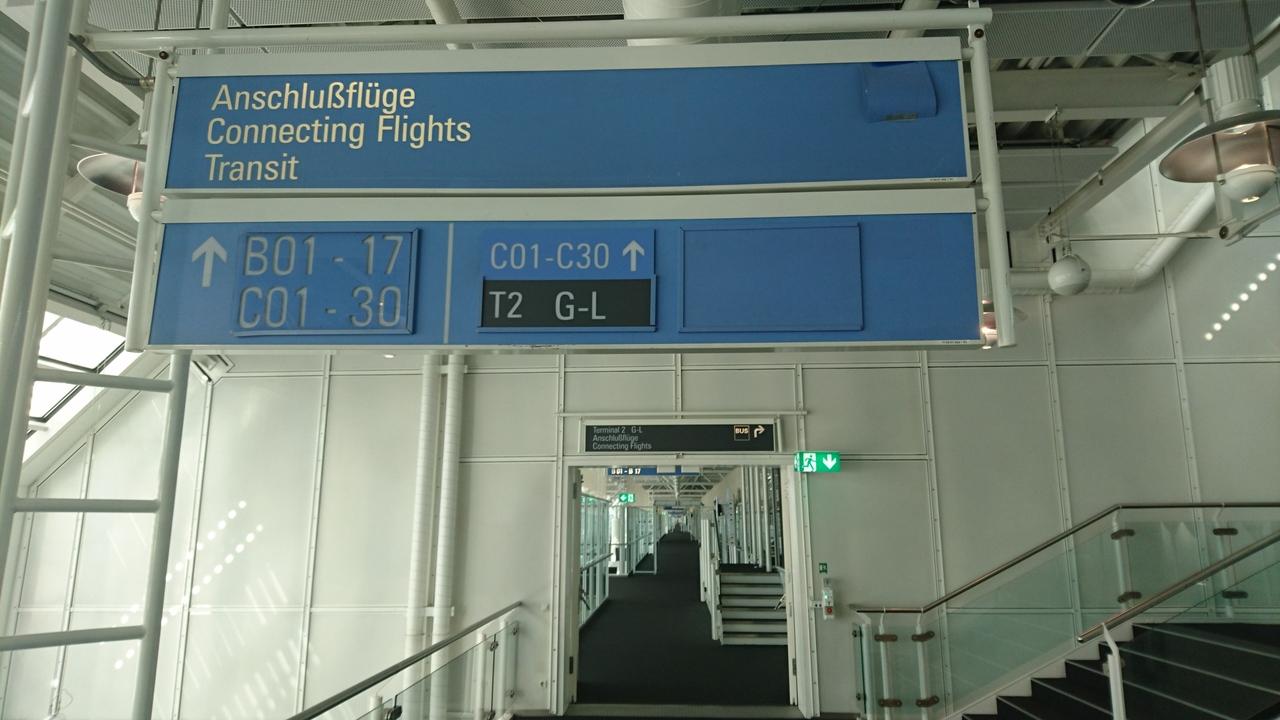 Anschlußflüge
Connecting Flights
Transit
↑ B01 - 17
C01 - 30
C01-C30 ↑
T2 G-L
Terminal 2 G-L
Anschlußflüge
Connecting Flights
BUS
B01 - B17